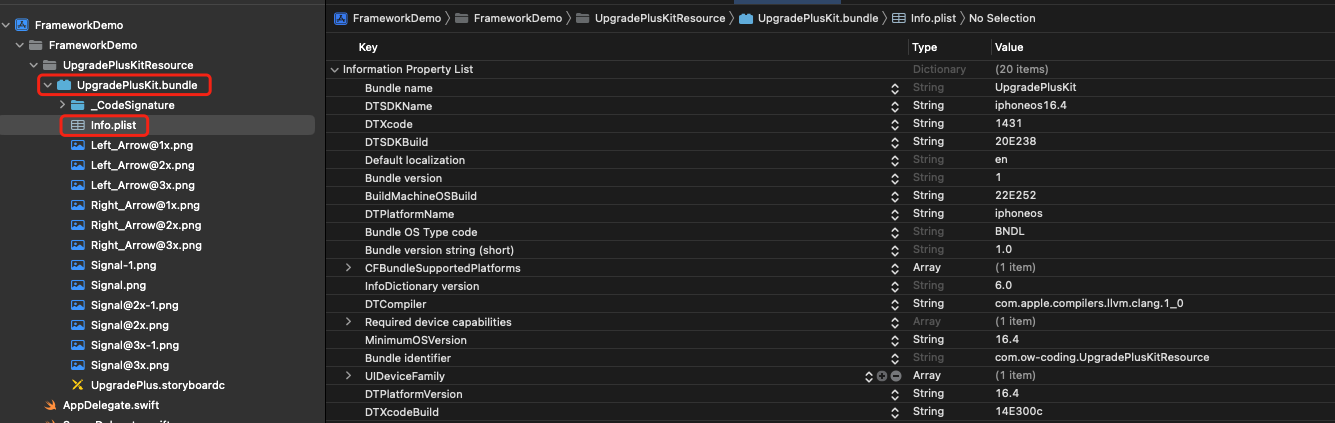 FrameworkDemo
FrameworkDemo
UpgradePlusKitResource
UpgradePlusKit.bundle
_CodeSignature
Info.plist
Left_Arrow@1x.png
Left_Arrow@2x.png
Left_Arrow@3x.png
Right_Arrow@1x.png
Right_Arrow@2x.png
Right_Arrow@3x.png
Signal-1.png
Signal.png
Signal@2x-1.png
Signal@2x.png
Signal@3x-1.png
Signal@3x.png
UpgradePlus.storyboardc
AppDelegate.swift
FrameworkDemo FrameworkDemo UpgradePlusKitResource UpgradePlusKit.bundle Info.plist No Selection
Key Type Value
Information Property List Dictionary (20 items)
Bundle name String UpgradePlusKit
DTSDKName String iphoneos16.4
DTXcode String 1431
DTSDKBuild String 20E238
Default localization String en
Bundle version String 1
BuildMachineOSBuild String 22E252
DTPlatformName String iphoneos
Bundle OS Type code String BNDL
Bundle version string (short) String 1.0
CFBundleSupportedPlatforms Array (1 item)
InfoDictionary version String 6.0
DTCompiler String com.apple.compilers.llvm.clang.1_0
Required device capabilities Array (1 item)
MinimumOSVersion String 16.4
Bundle identifier String com.ow-coding.UpgradePlusKitResource
UIDeviceFamily Array (1 item)
DTPlatformVersion String 16.4
DTXcodeBuild String 14E300c